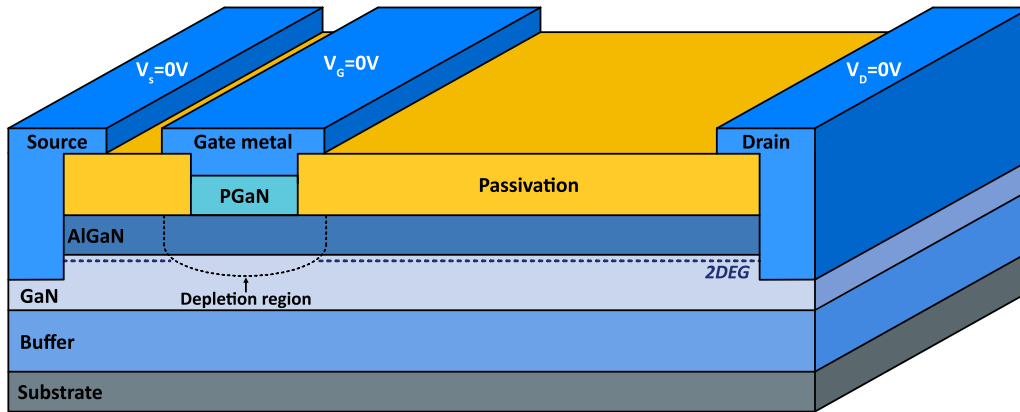 Vs=0V
VG=0V
VD=0V
Source
Gate metal
Drain
PGaN
Passivation
AlGaN
2DEG
GaN
Depletion region
Buffer
Substrate